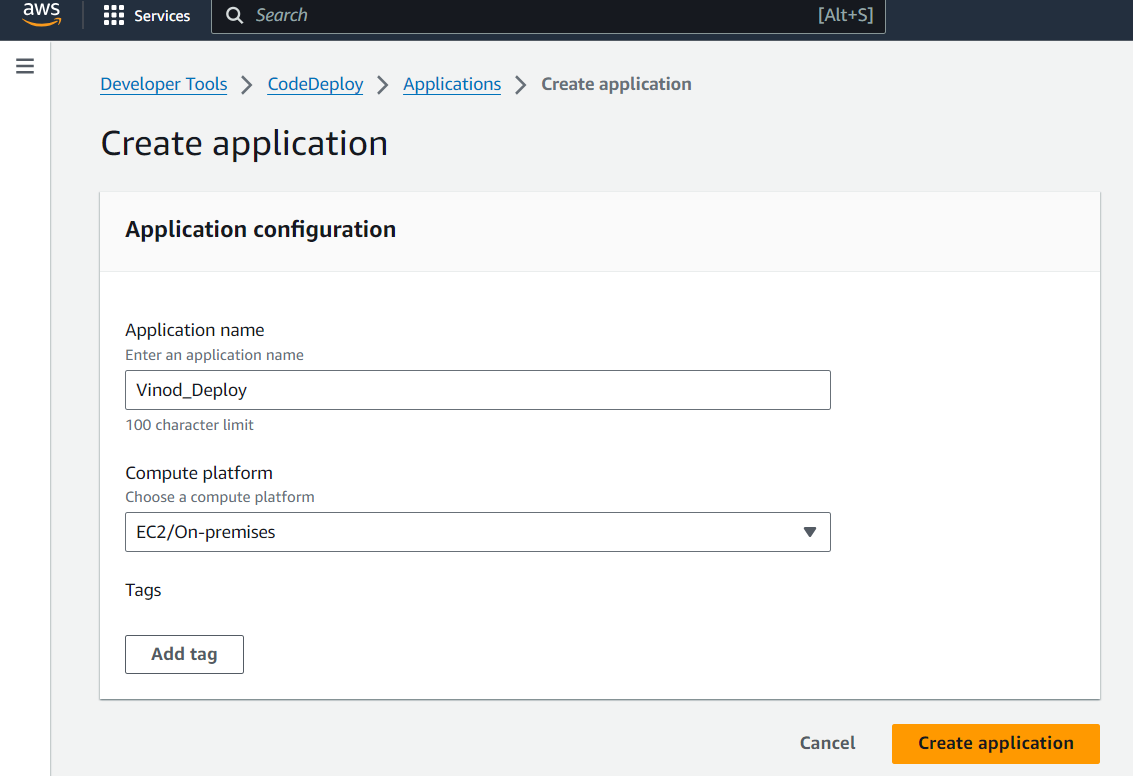 aws Services Search [Alt+S]
Developer Tools > CodeDeploy > Applications > Create application
Create application
Application configuration
Application name
Enter an application name
Vinod_Deploy
100 character limit
Compute platform
Choose a compute platform
EC2/On-premises
Tags
Add tag
Cancel Create application